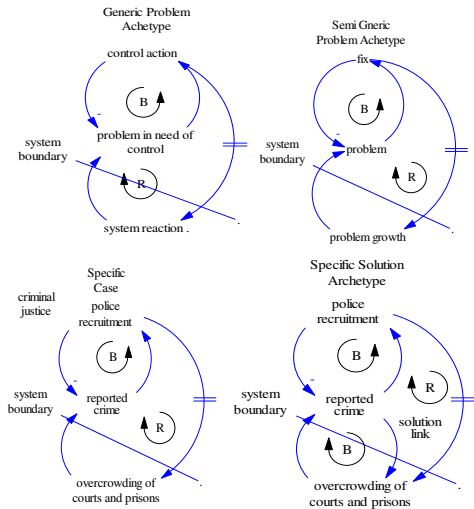 Generic Problem
Achetype
control action
B
-
problem in need of
control
system
boundary
R
system reaction .
.
Semi Gneric
Problem Achetype
fix
B
-
problem
system
boundary
R
problem growth
.
Specific
Case
criminal
justice
police
recruitment
B
-
reported
crime
system
boundary
R
overcrowding of
courts and prisons
.
Specific Solution
Archetype
police
recruitment
B
R
-
reported
crime
system
boundary
solution
link
B
overcrowding of
courts and prisons
.